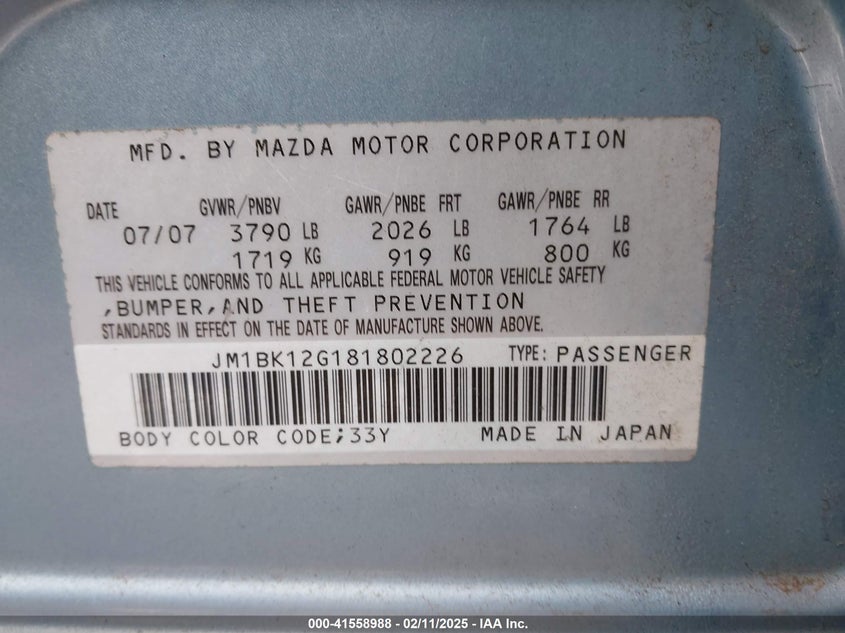 MFD. BY MAZDA MOTOR CORPORATION
DATE GVWR/PNBV GAWR/PNBE FRT GAWR/PNBE RR
07/07 3790 LB 2026 LB 1764 LB
1719 KG 919 KG 800 KG
THIS VEHICLE CONFORMS TO ALL APPLICABLE FEDERAL MOTOR VEHICLE SAFETY
,BUMPER,AND THEFT PREVENTION
STANDARDS IN EFFECT ON THE DATE OF MANUFACTURE SHOWN ABOVE.
JM1BK12G181802226 TYPE: PASSENGER
BODY COLOR CODE;33Y MADE IN JAPAN
000-41558988 — 02/11/2025 — IAA Inc.